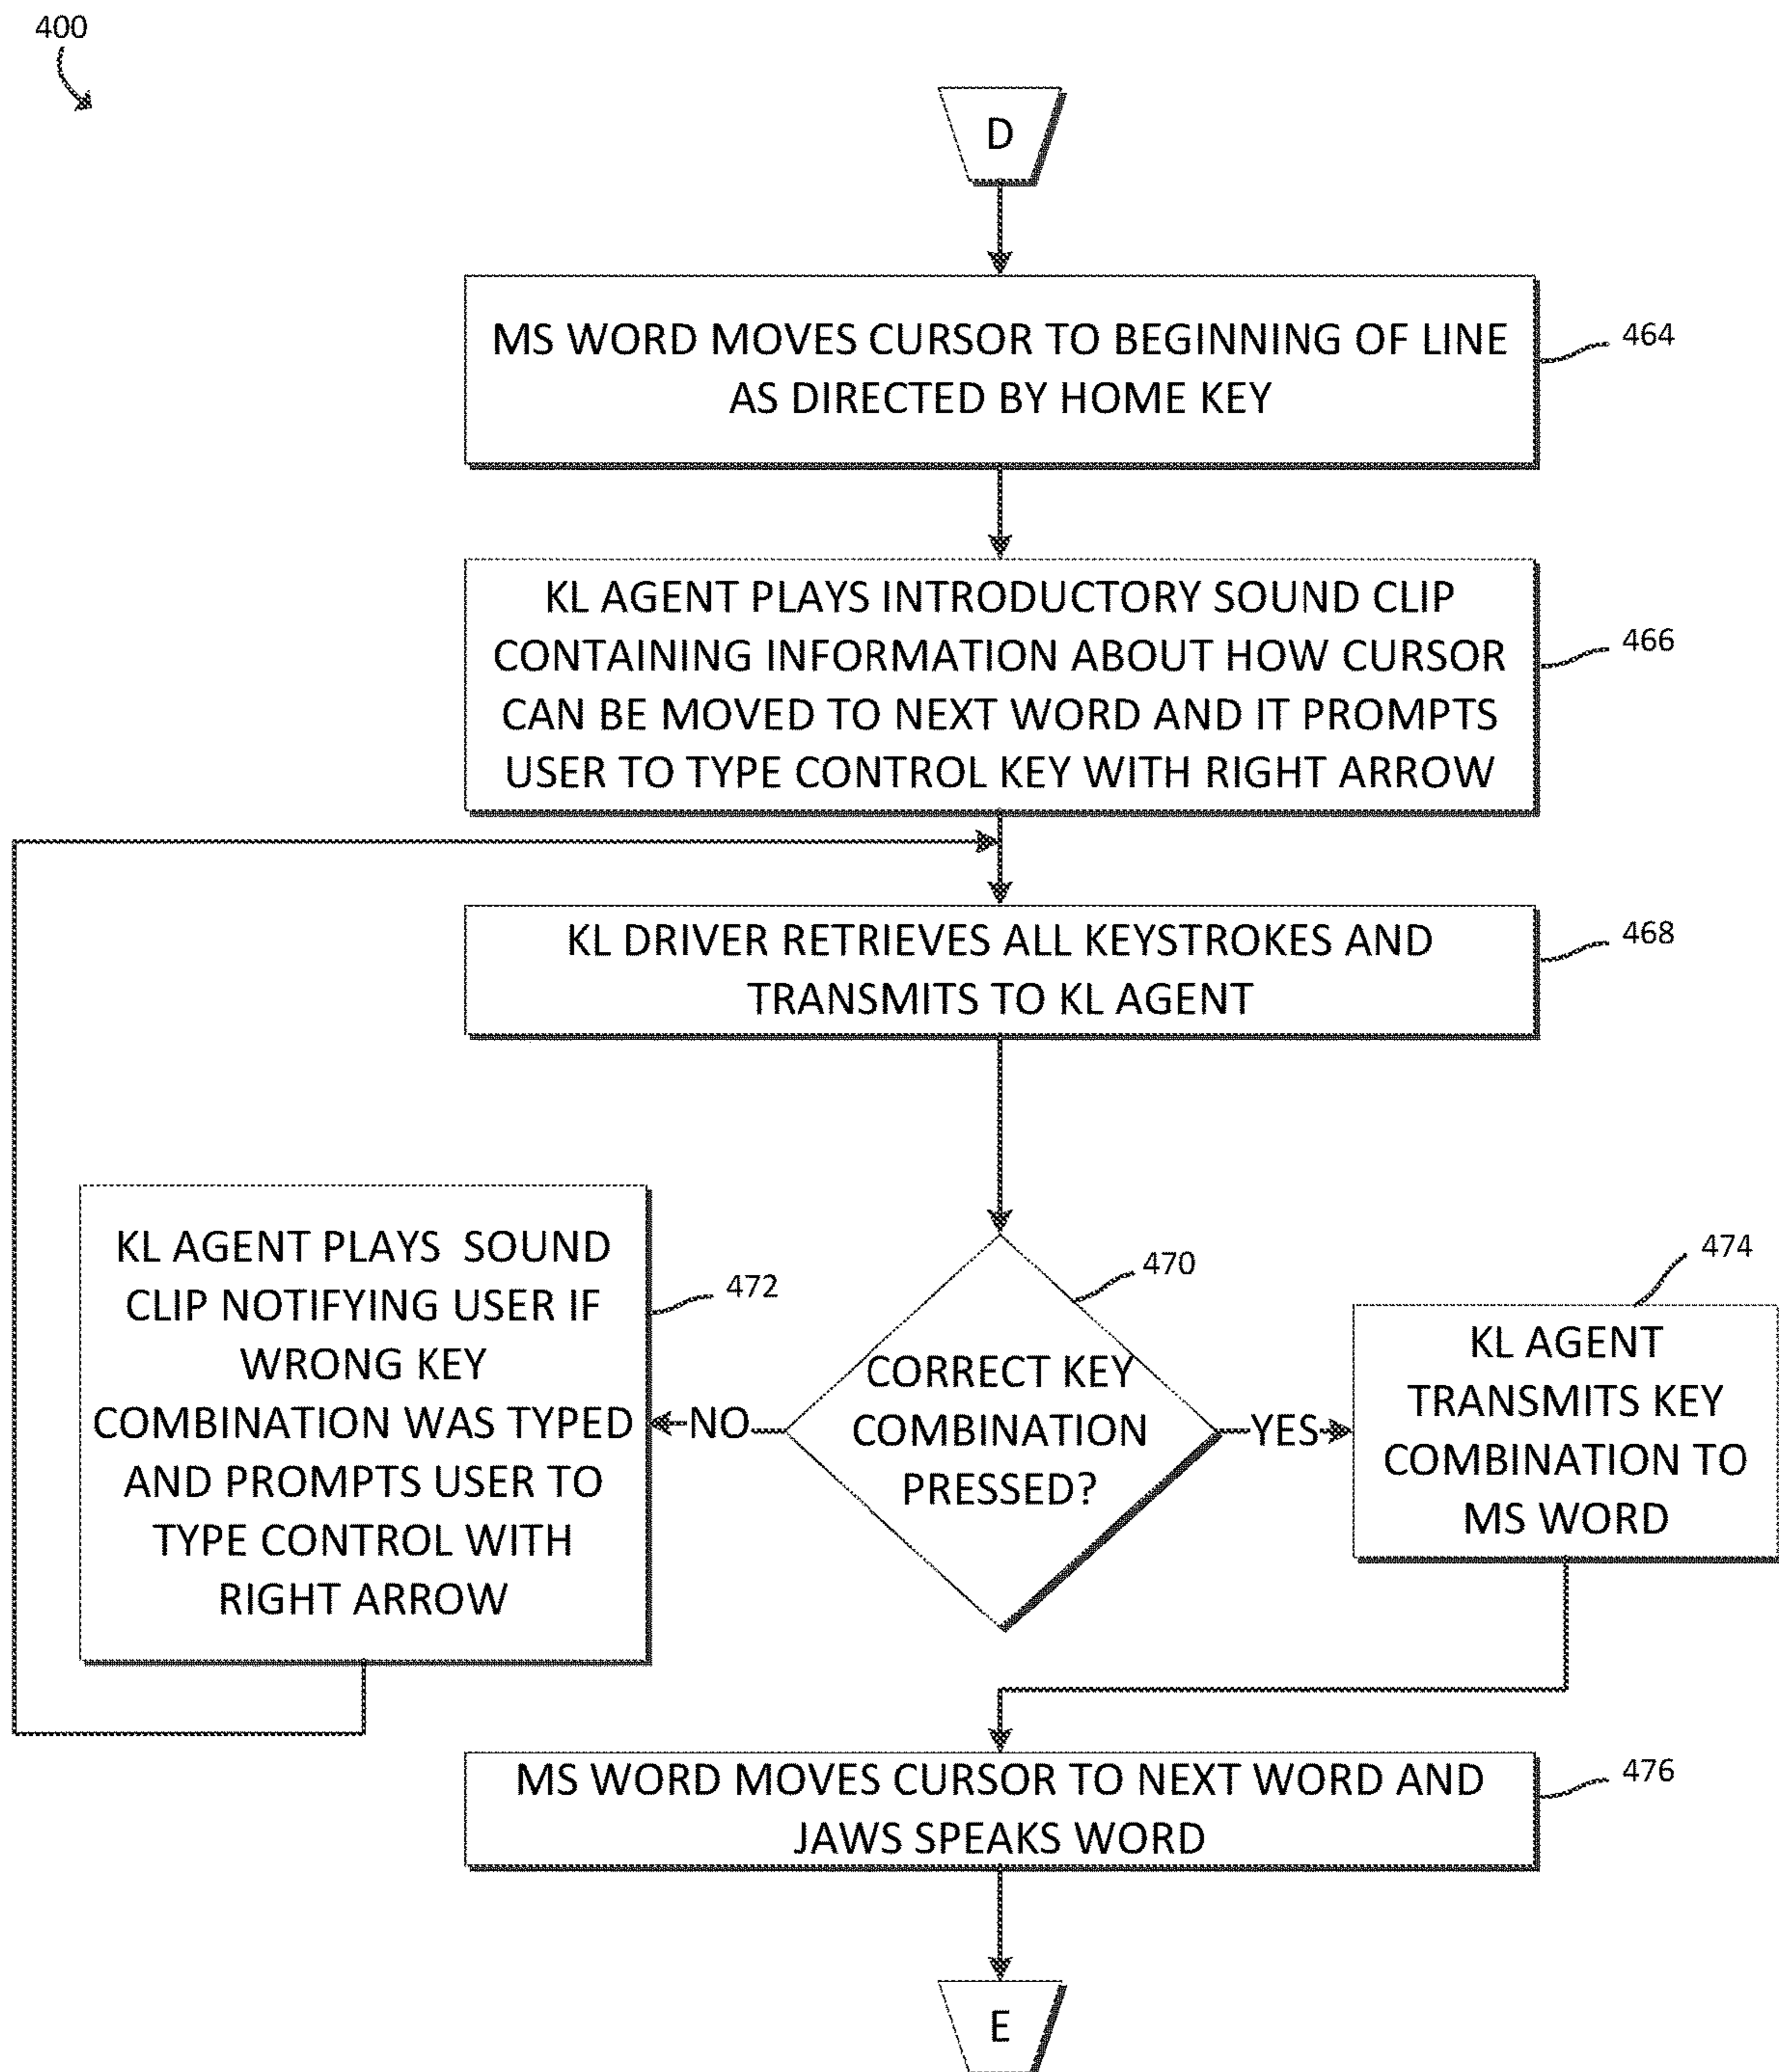 400
D
MS WORD MOVES CURSOR TO BEGINNING OF LINE
AS DIRECTED BY HOME KEY
464
KL AGENT PLAYS INTRODUCTORY SOUND CLIP
CONTAINING INFORMATION ABOUT HOW CURSOR
CAN BE MOVED TO NEXT WORD AND IT PROMPTS
USER TO TYPE CONTROL KEY WITH RIGHT ARROW
466
KL DRIVER RETRIEVES ALL KEYSTROKES AND
TRANSMITS TO KL AGENT
468
KL AGENT PLAYS SOUND
CLIP NOTIFYING USER IF
WRONG KEY
COMBINATION WAS TYPED
AND PROMPTS USER TO
TYPE CONTROL WITH
RIGHT ARROW
472
NO
CORRECT KEY
COMBINATION
PRESSED?
470
YES
KL AGENT
TRANSMITS KEY
COMBINATION TO
MS WORD
474
MS WORD MOVES CURSOR TO NEXT WORD AND
JAWS SPEAKS WORD
476
E